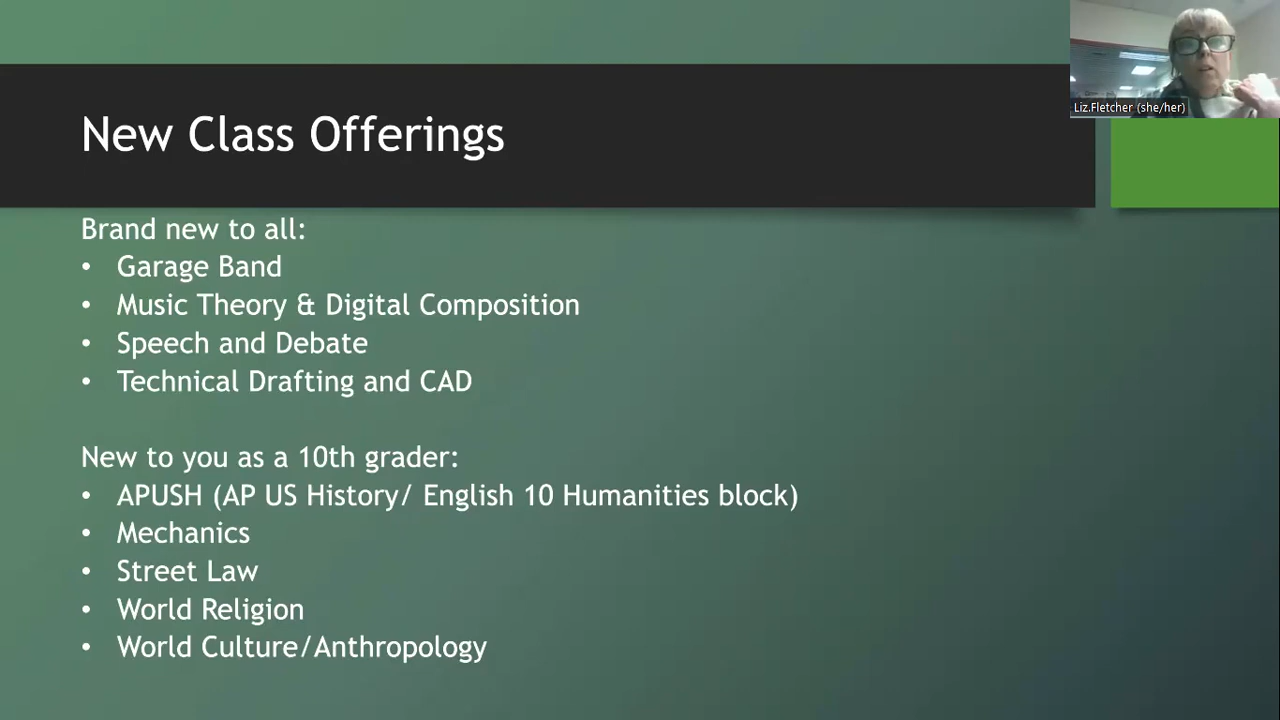 New Class Offerings
Liz.Fletcher (she/her)
Brand new to all:
• Garage Band
• Music Theory & Digital Composition
• Speech and Debate
• Technical Drafting and CAD
New to you as a 10th grader:
• APUSH (AP US History/ English 10 Humanities block)
• Mechanics
• Street Law
• World Religion
• World Culture/Anthropology